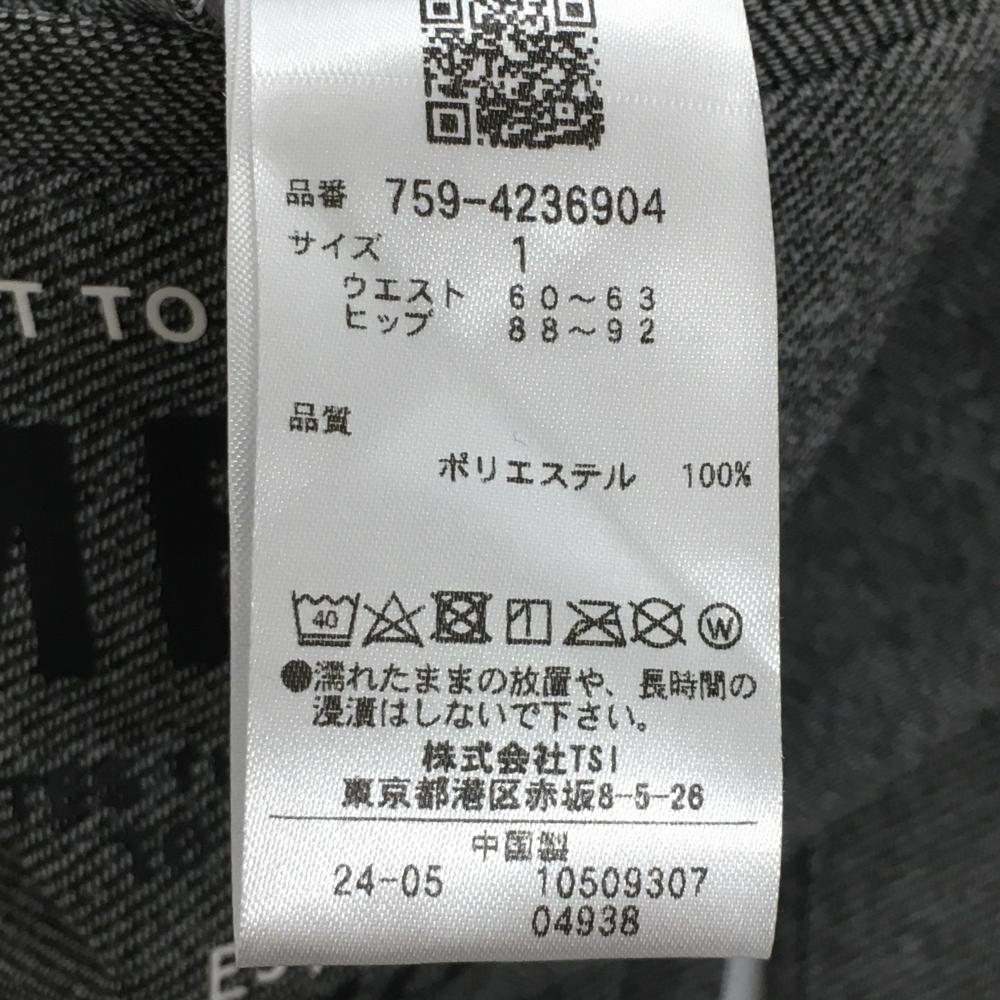 品番 759-4236904
サイズ 1
ウエスト 60～63
ヒップ 88～92
品質
ポリエステル 100%
40
W
●濡れたままの放置や、長時間の
浸漬はしないで下さい。
株式会社TSI
東京都港区赤坂8-5-26
中国製
24-05 10509307
04938
T TO